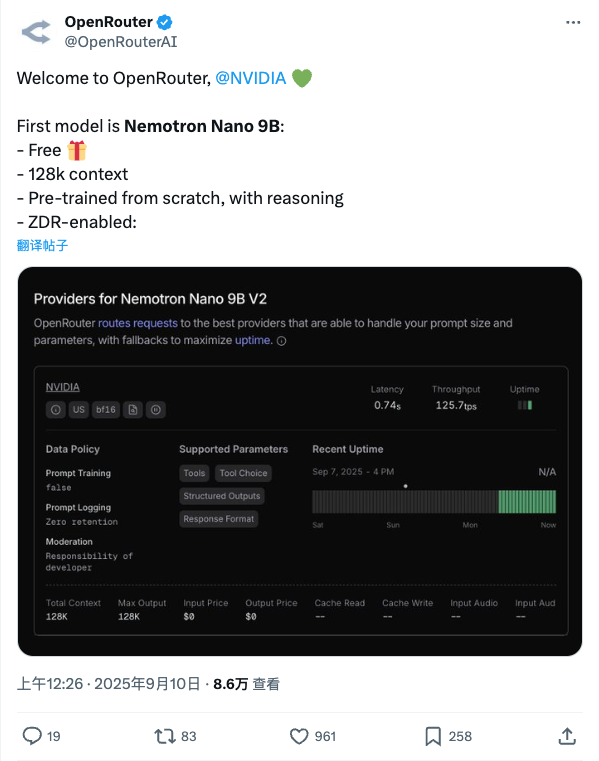 OpenRouter
@OpenRouterAI
Welcome to OpenRouter, @NVIDIA 💚
First model is Nemotron Nano 9B:
- Free 🎁
- 128k context
- Pre-trained from scratch, with reasoning
- ZDR-enabled:
翻译帖子
Providers for Nemotron Nano 9B V2
OpenRouter routes requests to the best providers that are able to handle your prompt size and
parameters, with fallbacks to maximize uptime.
NVIDIA
Latency Throughput Uptime
US bf16
0.74s 125.7tps
Data Policy Supported Parameters Recent Uptime
Prompt Training
false
Tools Tool Choice
Structured Outputs
Response Format
Sep 7, 2025 - 4 PM N/A
Prompt Logging
Zero retention
Sat Sun Mon Now
Moderation
Responsibility of
developer
Total Context Max Output Input Price Output Price Cache Read Cache Write Input Audio Input Aud
128K 128K $0 $0 -- -- -- --
上午12:26 · 2025年9月10日 · 8.6万 查看
19 83 961 258